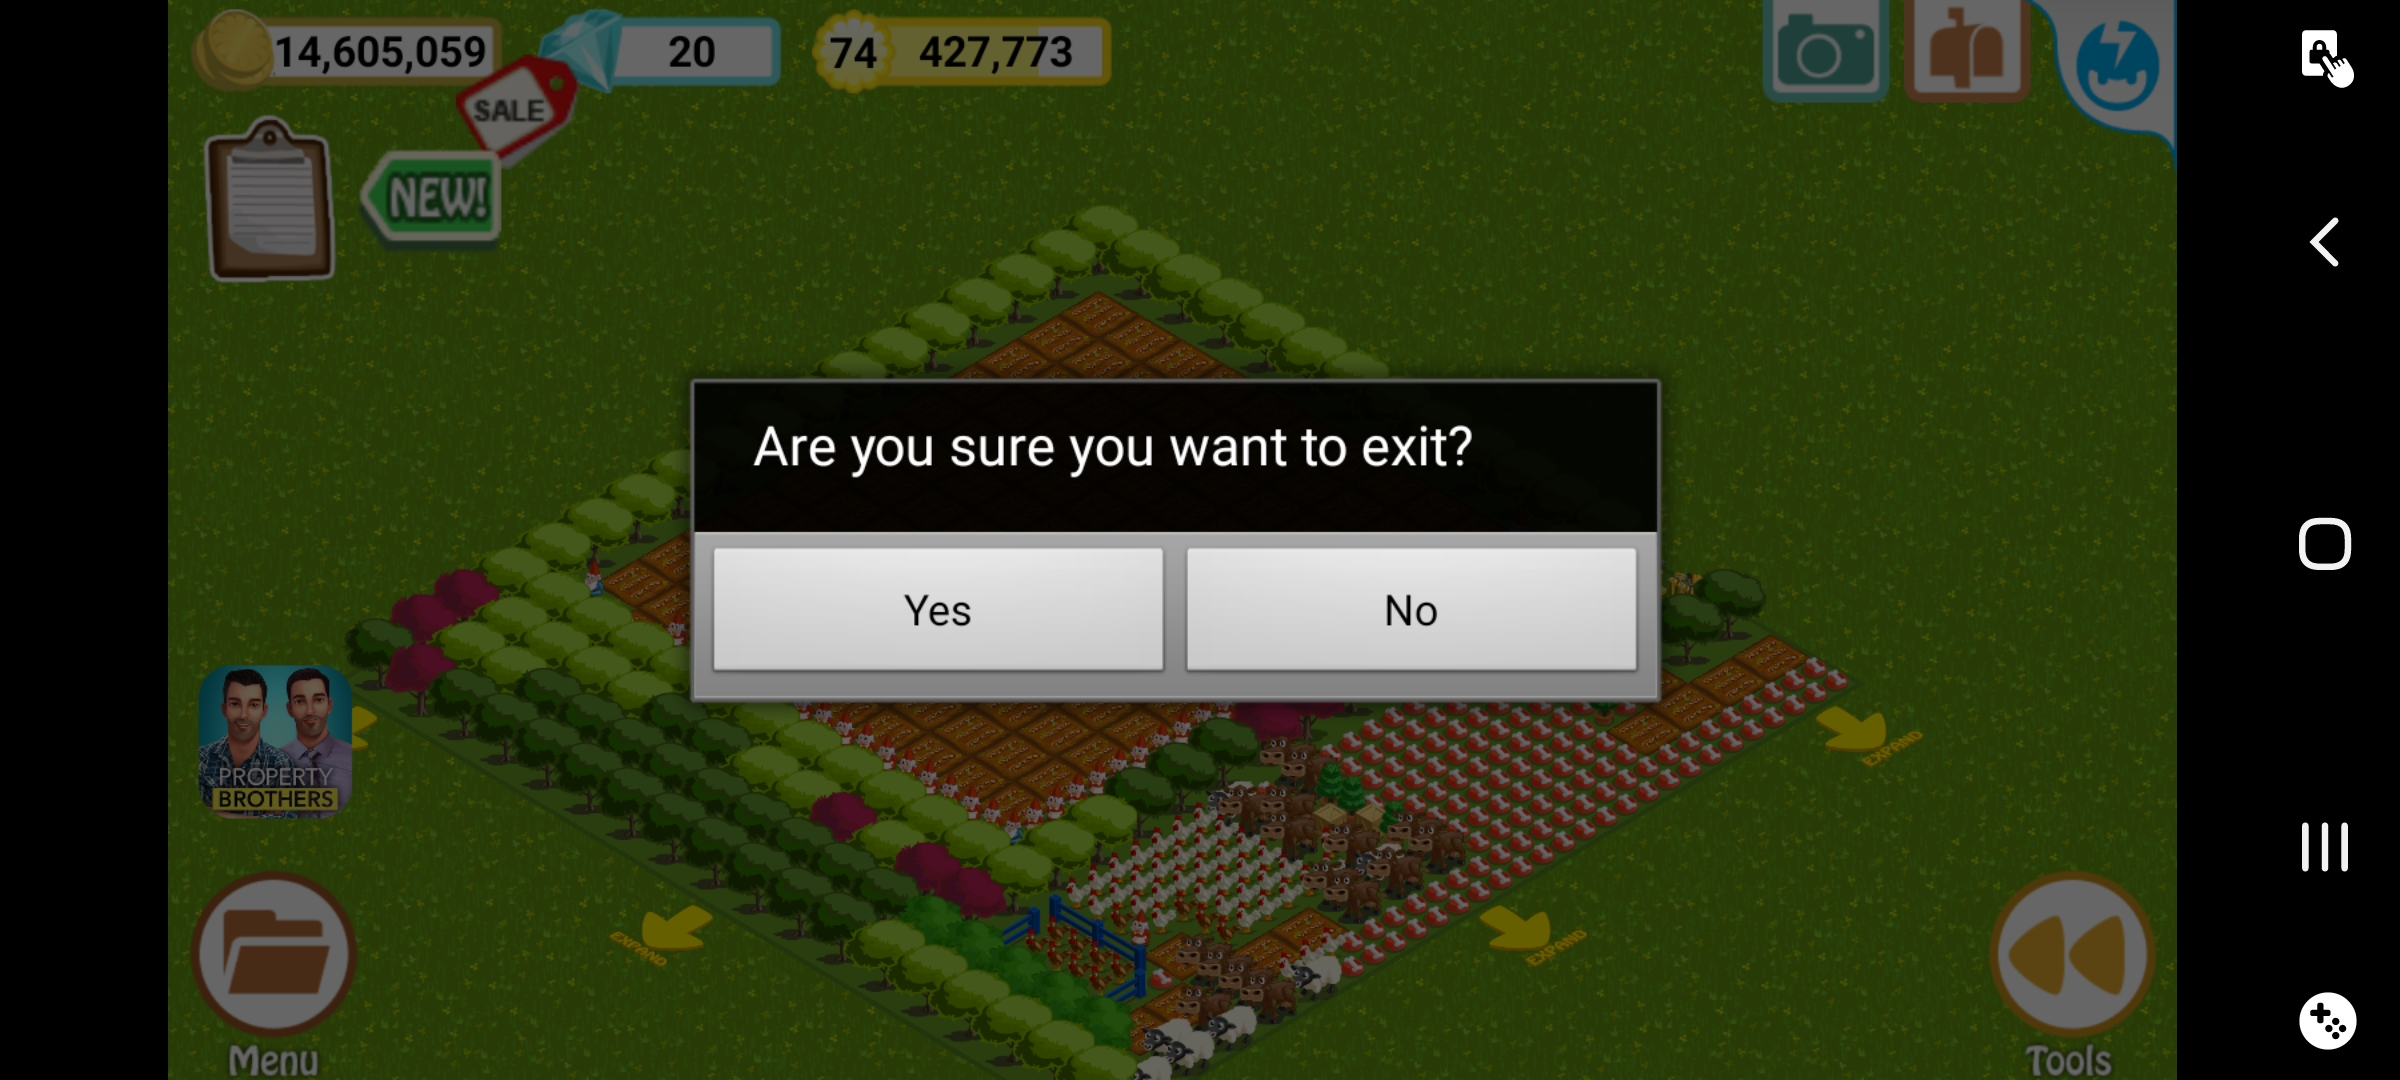 14,605,059
20
74
427,773
SALE
NEW!
Are you sure you want to exit?
Yes
No
PROPERTY
BROTHERS
EXPAND
EXPAND
EXPAND
Menu
Tools